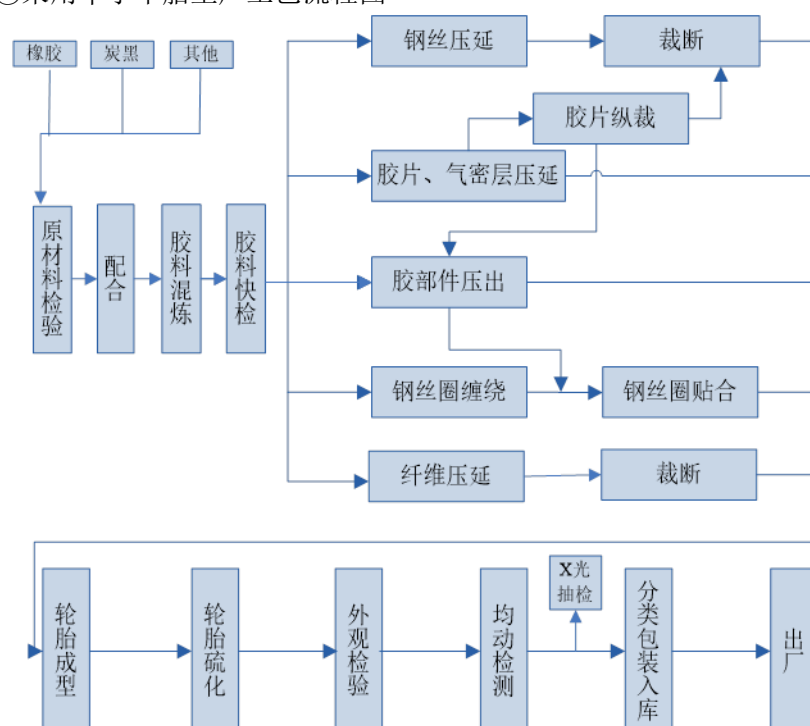 橡胶
炭黑
其他
钢丝压延
裁断
胶片纵裁
胶片、气密层压延
原材料检验
配合
胶料混炼
胶料快检
胶部件压出
钢丝圈缠绕
钢丝圈贴合
纤维压延
裁断
轮胎成型
轮胎硫化
外观检验
均动检测
X光
抽检
分类包装入库
出厂